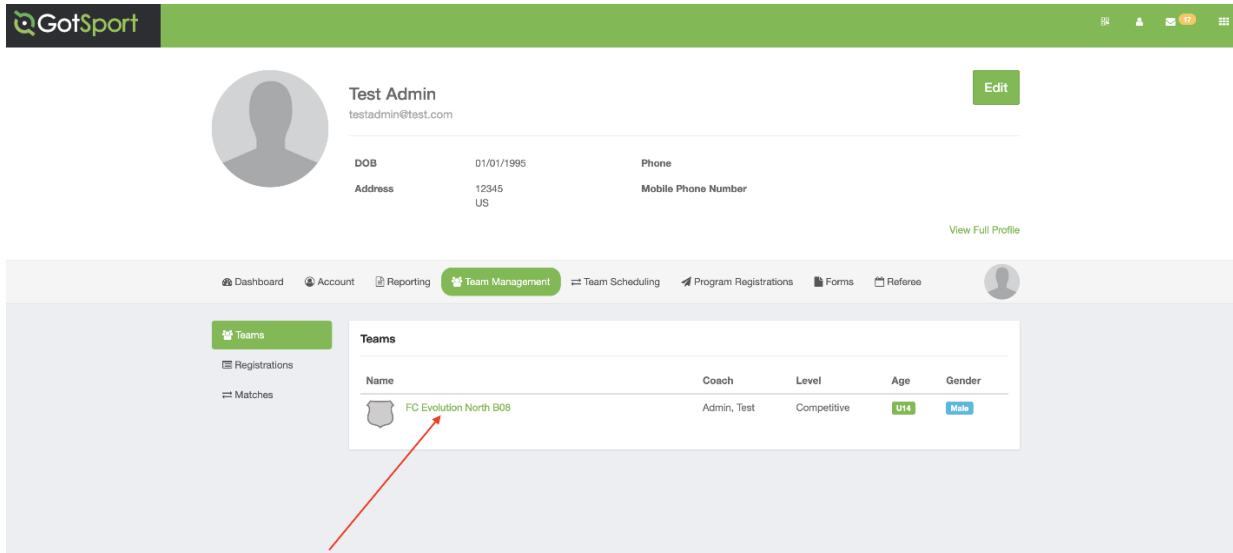 GotSport
17
Test Admin
testadmin@test.com
Edit
DOB 01/01/1995 Phone
Address 12345 Mobile Phone Number
US
View Full Profile
Dashboard Account Reporting Team Management Team Scheduling Program Registrations Forms Referee
Teams
Registrations
Matches
Teams
Name Coach Level Age Gender
FC Evolution North B08 Admin, Test Competitive U14 Male